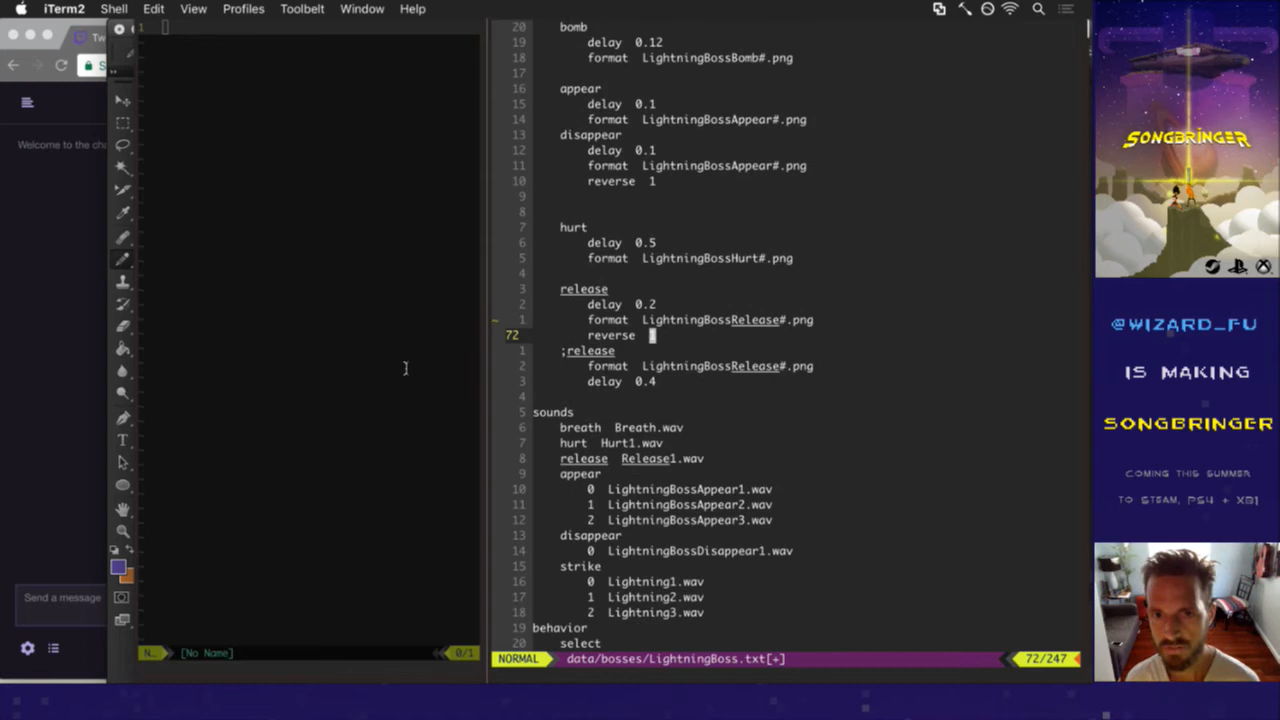 iTerm2 Shell Edit View Profiles Toolbelt Window Help
Tw
S
Welcome to the cha
Send a message
1
N... [No Name] 0/1
20 bomb
19 delay 0.12
18 format LightningBossBomb#.png
17
16 appear
15 delay 0.1
14 format LightningBossAppear#.png
13 disappear
12 delay 0.1
11 format LightningBossAppear#.png
10 reverse 1
9
8
7 hurt
6 delay 0.5
5 format LightningBossHurt#.png
4
3 release
2 delay 0.2
~ 1 format LightningBossRelease#.png
72 reverse 1
1 ;release
2 format LightningBossRelease#.png
3 delay 0.4
4
5 sounds
6 breath Breath.wav
7 hurt Hurt1.wav
8 release Release1.wav
9 appear
10 0 LightningBossAppear1.wav
11 1 LightningBossAppear2.wav
12 2 LightningBossAppear3.wav
13 disappear
14 0 LightningBossDisappear1.wav
15 strike
16 0 Lightning1.wav
17 1 Lightning2.wav
18 2 Lightning3.wav
19 behavior
20 select
NORMAL data/bosses/LightningBoss.txt[+] 72/247
SONGBRINGER
@WIZARD_FU
IS MAKING
SONGBRINGER
COMING THIS SUMMER
TO STEAM, PS4 + XB1